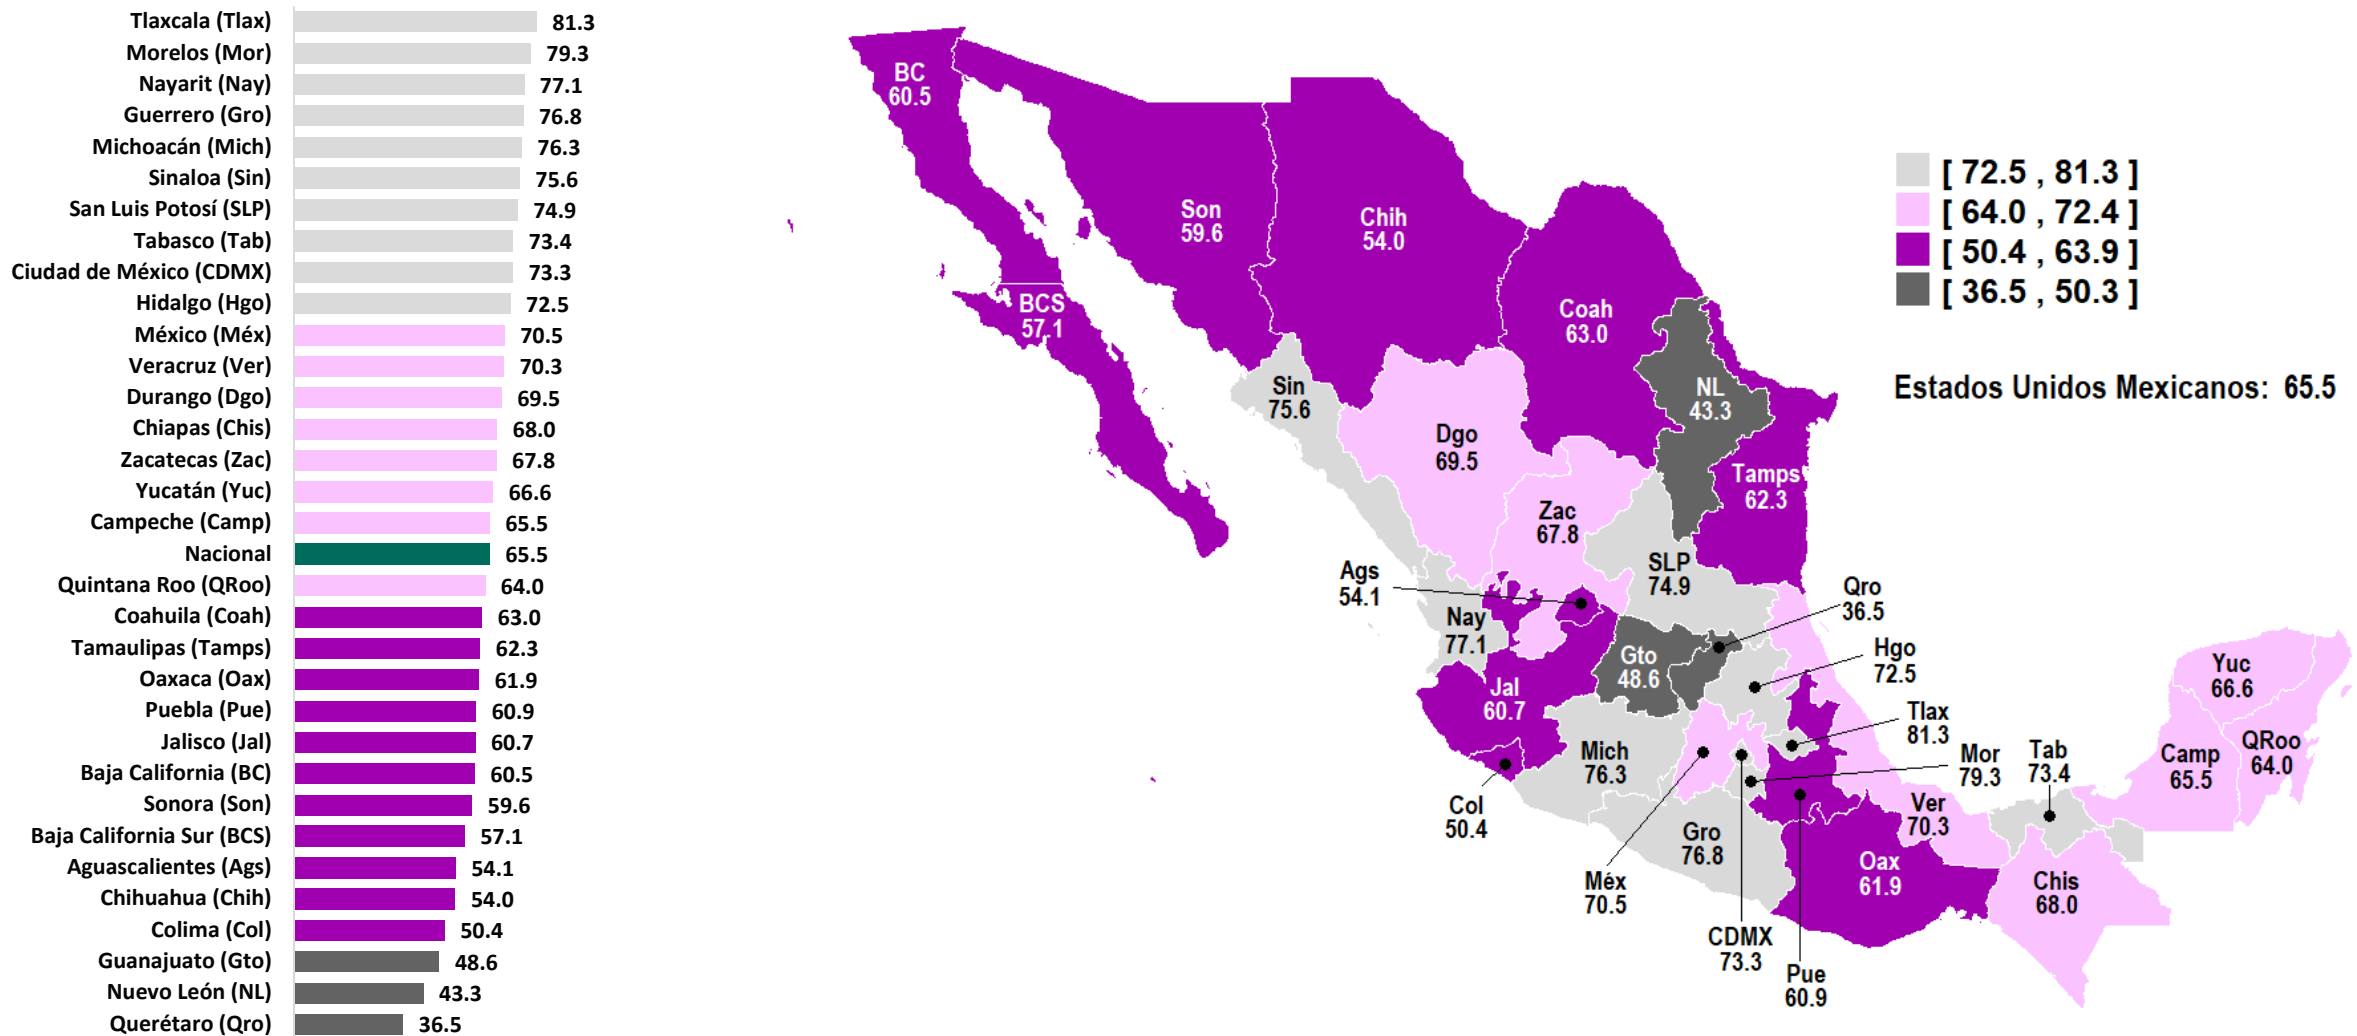 Tlaxcala (Tlax) 81.3
Morelos (Mor) 79.3
Nayarit (Nay) 77.1
Guerrero (Gro) 76.8
Michoacán (Mich) 76.3
Sinaloa (Sin) 75.6
San Luis Potosí (SLP) 74.9
Tabasco (Tab) 73.4
Ciudad de México (CDMX) 73.3
Hidalgo (Hgo) 72.5
México (Méx) 70.5
Veracruz (Ver) 70.3
Durango (Dgo) 69.5
Chiapas (Chis) 68.0
Zacatecas (Zac) 67.8
Yucatán (Yuc) 66.6
Campeche (Camp) 65.5
Nacional 65.5
Quintana Roo (QRoo) 64.0
Coahuila (Coah) 63.0
Tamaulipas (Tamps) 62.3
Oaxaca (Oax) 61.9
Puebla (Pue) 60.9
Jalisco (Jal) 60.7
Baja California (BC) 60.5
Sonora (Son) 59.6
Baja California Sur (BCS) 57.1
Aguascalientes (Ags) 54.1
Chihuahua (Chih) 54.0
Colima (Col) 50.4
Guanajuato (Gto) 48.6
Nuevo León (NL) 43.3
Querétaro (Qro) 36.5
BC
60.5
Son
59.6
Chih
54.0
BCS
57.1
Coah
63.0
Sin
75.6
NL
43.3
Dgo
69.5
Tamps
62.3
Zac
67.8
SLP
74.9
Ags
54.1
Qro
36.5
Nay
77.1
Gto
48.6
Hgo
72.5
Jal
60.7
Tlax
81.3
Mich
76.3
Mor
79.3
Tab
73.4
Yuc
66.6
Camp
65.5
QRoo
64.0
Col
50.4
Ver
70.3
Gro
76.8
Oax
61.9
Méx
70.5
Chis
68.0
CDMX
73.3
Pue
60.9
[ 72.5 , 81.3 ]
[ 64.0 , 72.4 ]
[ 50.4 , 63.9 ]
[ 36.5 , 50.3 ]
Estados Unidos Mexicanos: 65.5